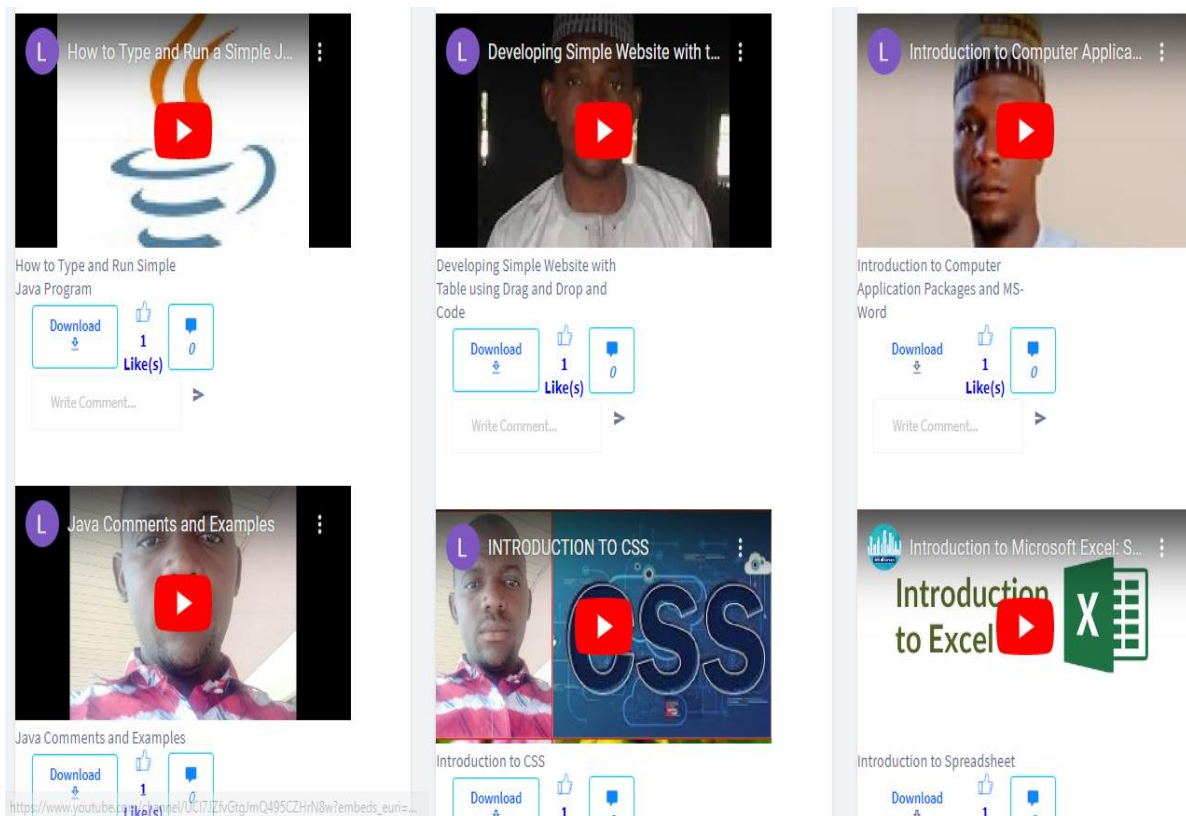 L How to Type and Run a Simple J...
How to Type and Run Simple
Java Program
Download
1
Like(s)
0
Write Comment...
L Developing Simple Website with t...
Developing Simple Website with
Table using Drag and Drop and
Code
Download
1
Like(s)
0
Write Comment...
L Introduction to Computer Applica...
Introduction to Computer
Application Packages and MS-
Word
Download
1
Like(s)
0
Write Comment...
L Java Comments and Examples
Java Comments and Examples
Download
1
Like(s)
0
L INTRODUCTION TO CSS
CSS
Introduction to CSS
Download
1
Introduction to Microsoft Excel: S...
Introduction
to Excel
X
Introduction to Spreadsheet
Download
1